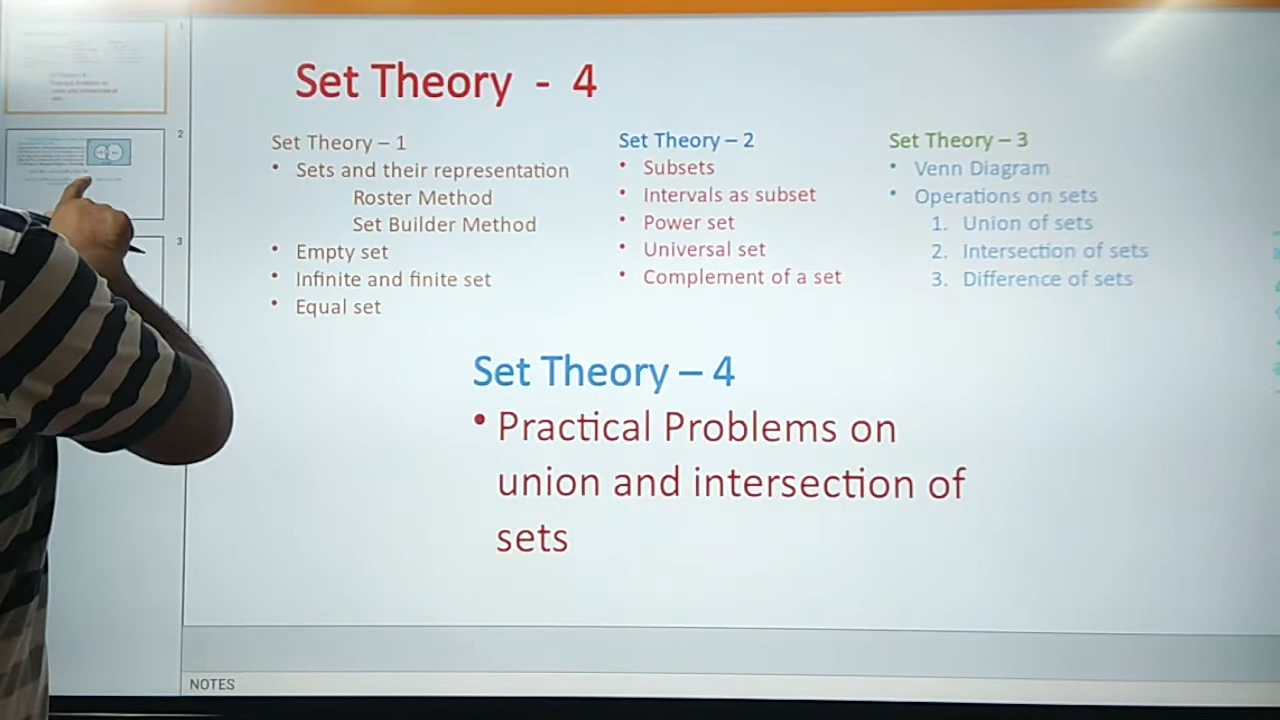 Set Theory - 4
Set Theory – 1
• Sets and their representation
Roster Method
Set Builder Method
• Empty set
• Infinite and finite set
• Equal set
Set Theory – 2
• Subsets
• Intervals as subset
• Power set
• Universal set
• Complement of a set
Set Theory – 3
• Venn Diagram
• Operations on sets
1. Union of sets
2. Intersection of sets
3. Difference of sets
Set Theory – 4
• Practical Problems on
union and intersection of
sets
1
2
3
NOTES